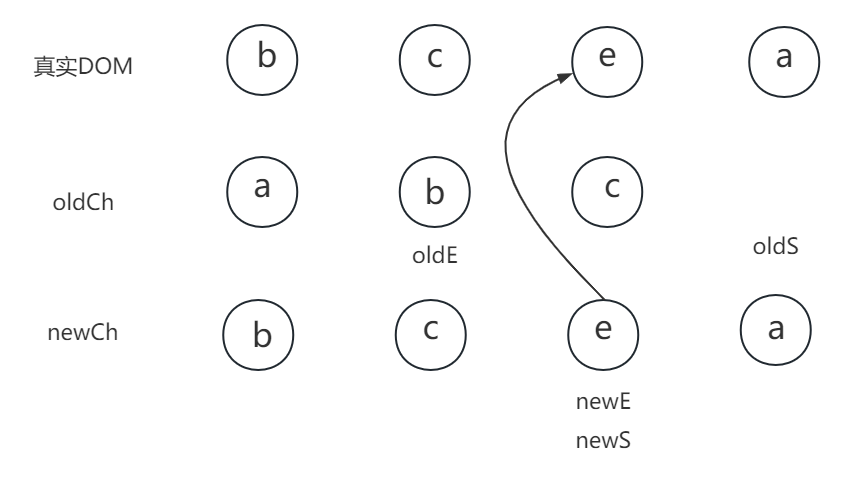 真实DOM b c e a
oldCh a b c
oldE oldS
newCh b c e a
newE
newS